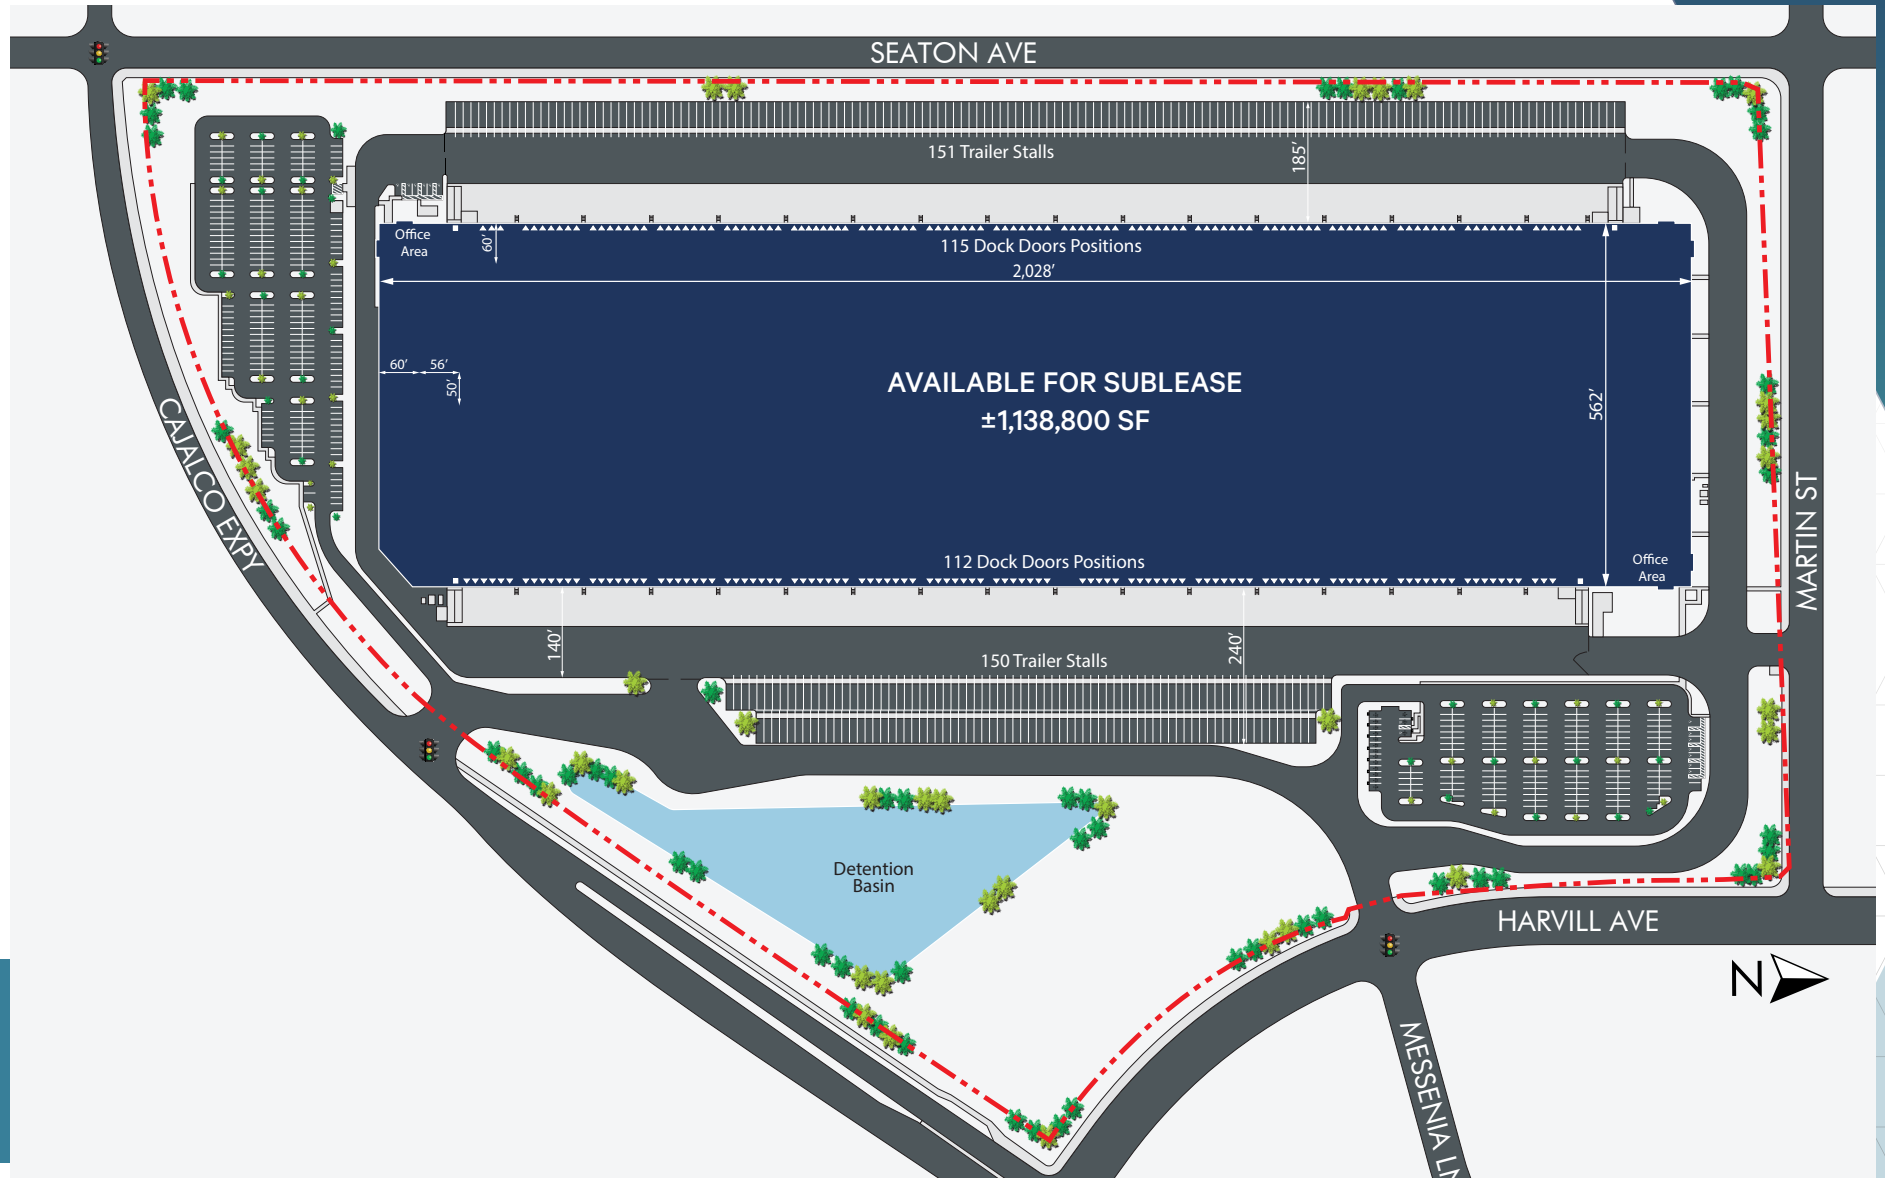 SEATON AVE
151 Trailer Stalls
185'
Office
Area
60'
115 Dock Doors Positions
2,028'
60'
56'
50'
AVAILABLE FOR SUBLEASE
±1,138,800 SF
562'
CAJALCO EXPY
MARTIN ST
112 Dock Doors Positions
Office
Area
140'
150 Trailer Stalls
240'
Detention
Basin
HARVILL AVE
N
MESSENIA LN